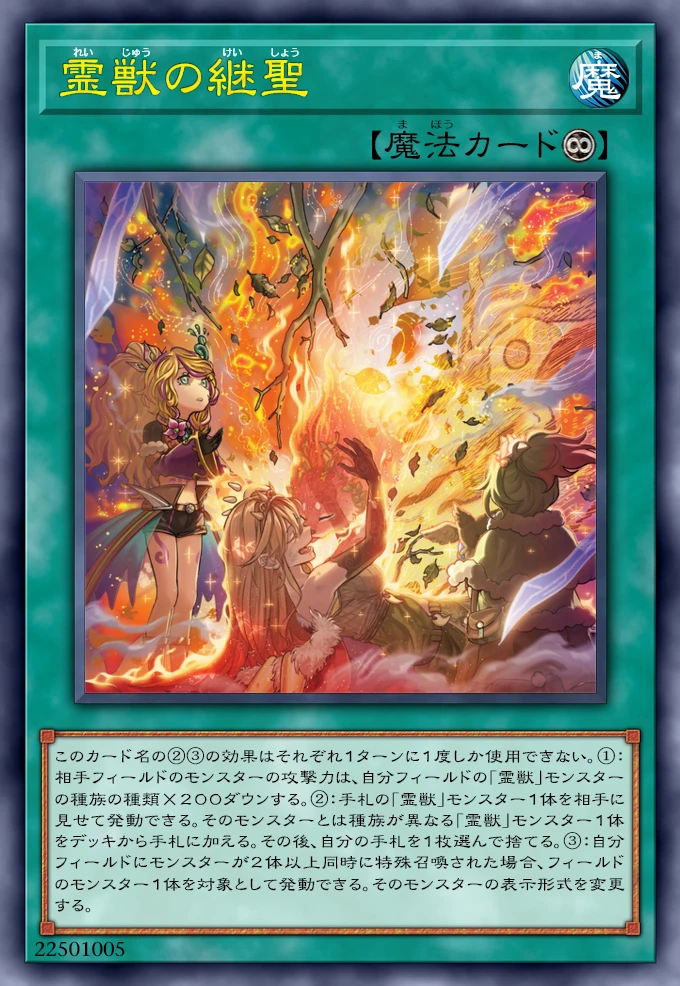 れい じゅう けい しょう
霊獣の継聖
ま
魔
ま ほう
【魔法カード♾】
このカード名の②③の効果はそれぞれ1ターンに1度しか使用できない。①:
相手フィールドのモンスターの攻撃力は、自分フィールドの「霊獣」モンスター
の種族の種類×200ダウンする。②:手札の「霊獣」モンスター1体を相手に
見せて発動できる。そのモンスターとは種族が異なる「霊獣」モンスター1体
をデッキから手札に加える。その後、自分の手札を1枚選んで捨てる。③:自分
フィールドにモンスターが2体以上同時に特殊召喚された場合、フィールド
のモンスター1体を対象として発動できる。そのモンスターの表示形式を変更
する。
22501005